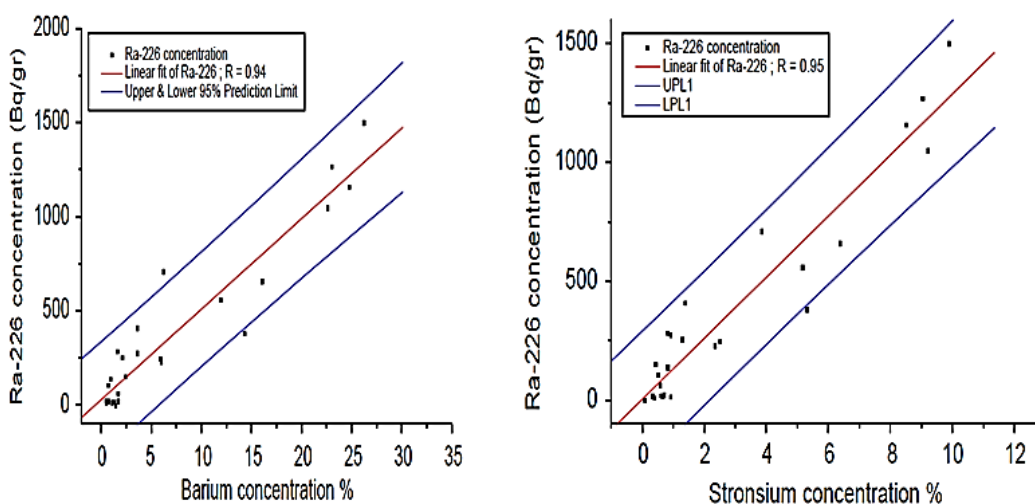 2000
1500
1000
500
0
Ra-226 concentration (Bq/gr)
Ra-226 concentration
Linear fit of Ra-226 ; R = 0.94
Upper & Lower 95% Prediction Limit
0 5 10 15 20 25 30 35
Barium concentration %
1500
1000
500
0
Ra-226 concentration (Bq/gr)
Ra-226 concentration
Linear fit of Ra-226 ; R = 0.95
UPL1
LPL1
0 2 4 6 8 10 12
Stronsium concentration %